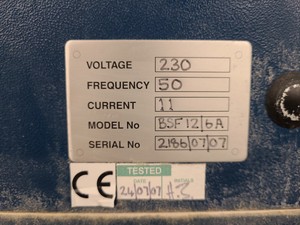 VOLTAGE 230
FREQUENCY 50
CURRENT 11
MODEL No BSF12/6A
SERIAL No 2186/07/07
TESTED
CE
DATE
24/07/07 A.Z